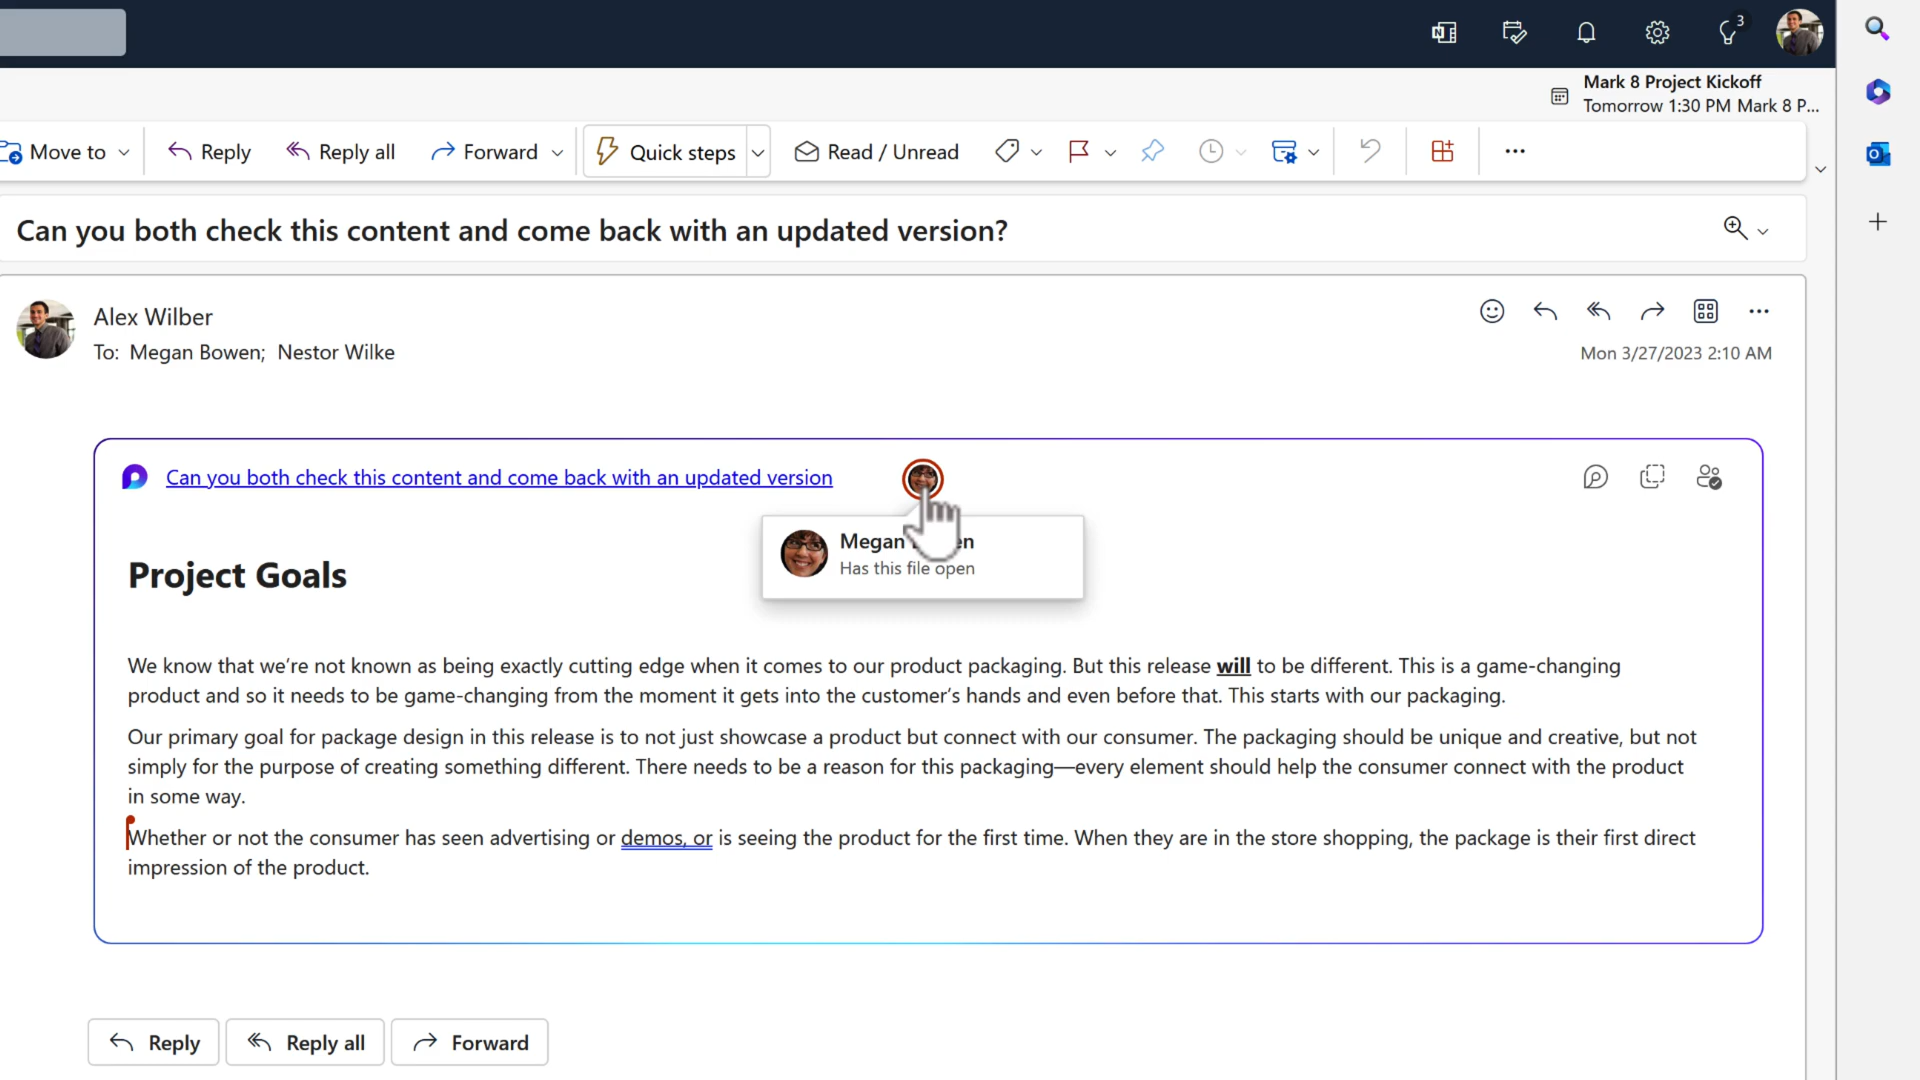 3
Mark 8 Project Kickoff
Tomorrow 1:30 PM Mark 8 P...
Move to
Reply
Reply all
Forward
Quick steps
Read / Unread
Can you both check this content and come back with an updated version?
Alex Wilber
To: Megan Bowen; Nestor Wilke
Mon 3/27/2023 2:10 AM
Can you both check this content and come back with an updated version
Megan
Has this file open
Project Goals
We know that we're not known as being exactly cutting edge when it comes to our product packaging. But this release will to be different. This is a game-changing
product and so it needs to be game-changing from the moment it gets into the customer's hands and even before that. This starts with our packaging.
Our primary goal for package design in this release is to not just showcase a product but connect with our consumer. The packaging should be unique and creative, but not
simply for the purpose of creating something different. There needs to be a reason for this packaging—every element should help the consumer connect with the product
in some way.
Whether or not the consumer has seen advertising or demos, or is seeing the product for the first time. When they are in the store shopping, the package is their first direct
impression of the product.
Reply
Reply all
Forward